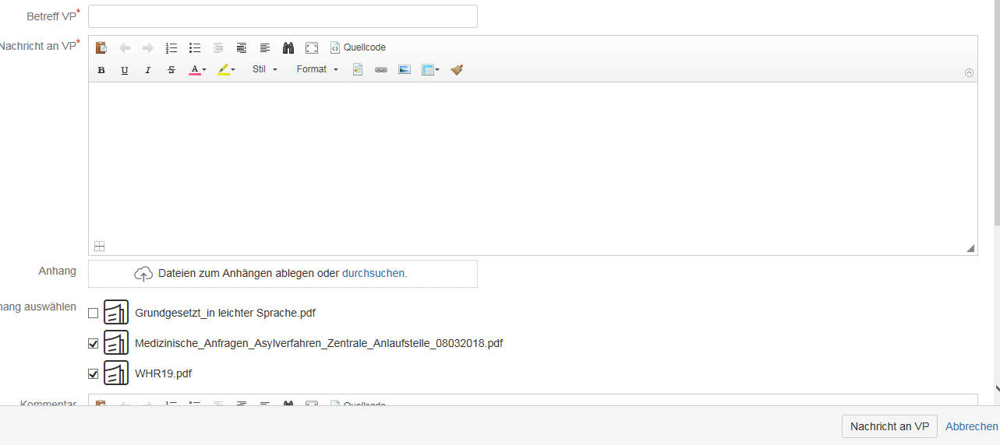 Betreff VP*
Nachricht an VP*
Quellcode
B U I S A Stil Format
Anhang
Dateien zum Anhängen ablegen oder durchsuchen.
hang auswählen
Grundgesetzt_in leichter Sprache.pdf
Medizinische_Anfragen_Asylverfahren_Zentrale_Anlaufstelle_08032018.pdf
WHR19.pdf
Kommentar
Quellcode
Nachricht an VP Abbrechen